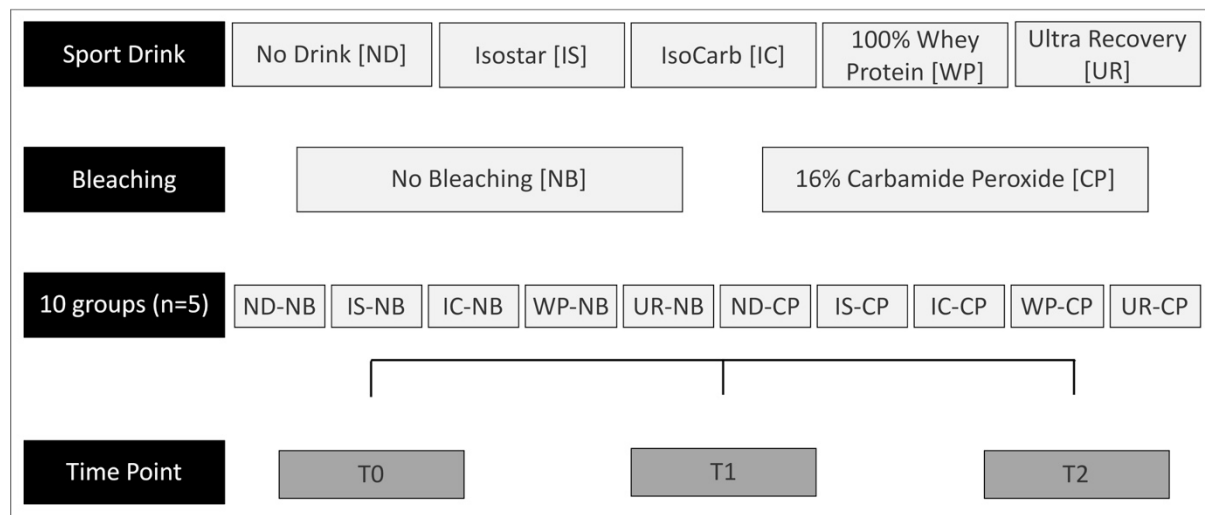 Sport Drink
No Drink [ND]
Isostar [IS]
IsoCarb [IC]
100% Whey
Protein [WP]
Ultra Recovery
[UR]
Bleaching
No Bleaching [NB]
16% Carbamide Peroxide [CP]
10 groups (n=5)
ND-NB
IS-NB
IC-NB
WP-NB
UR-NB
ND-CP
IS-CP
IC-CP
WP-CP
UR-CP
Time Point
T0
T1
T2